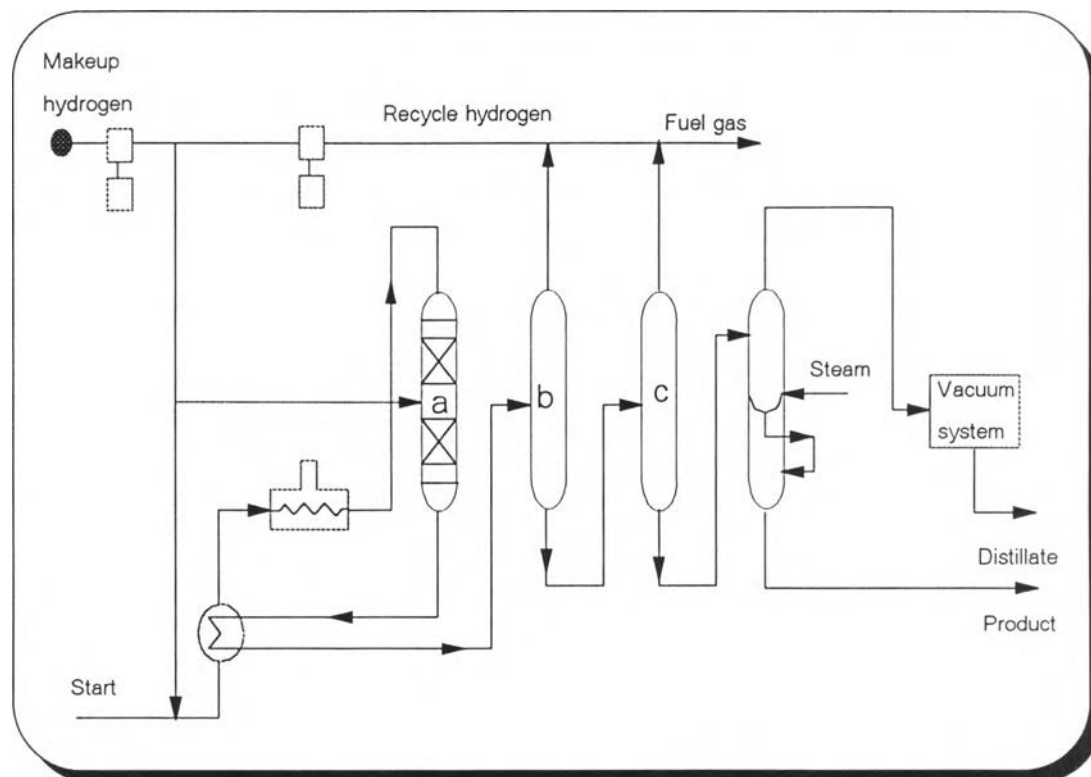 Makeup
hydrogen
Recycle hydrogen
Fuel gas
a
b
c
Steam
Vacuum
system
Distillate
Product
Start